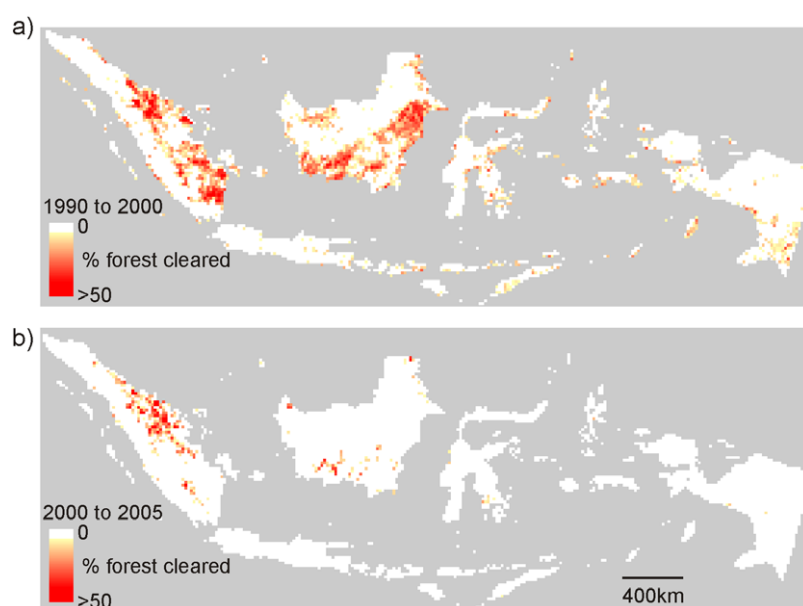 a)
1990 to 2000
0
% forest cleared
>50
b)
2000 to 2005
0
% forest cleared
>50
400km